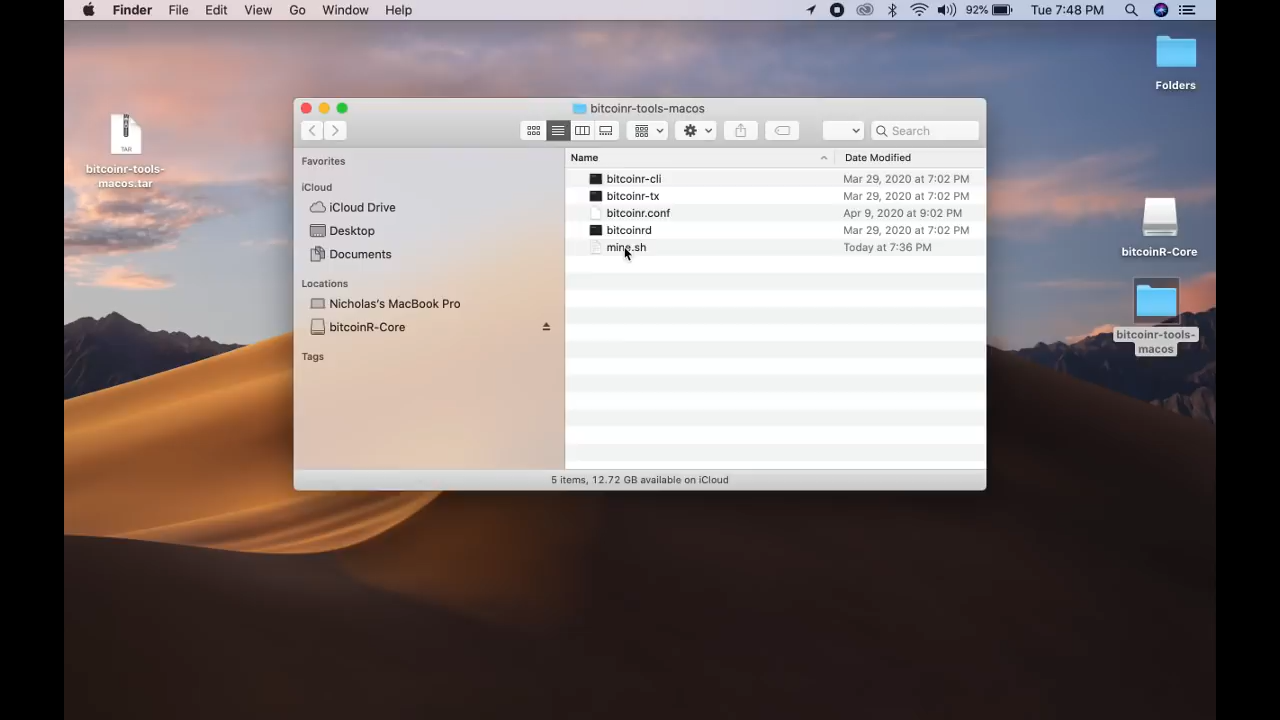 Finder File Edit View Go Window Help 92% Tue 7:48 PM
Folders
TAR
bitcoinr-tools-
macos.tar
bitcoinR-Core
bitcoinr-tools-
macos
bitcoinr-tools-macos
Search
Favorites
iCloud
iCloud Drive
Desktop
Documents
Locations
Nicholas's MacBook Pro
bitcoinR-Core
Tags
Name Date Modified
bitcoinr-cli Mar 29, 2020 at 7:02 PM
bitcoinr-tx Mar 29, 2020 at 7:02 PM
bitcoinr.conf Apr 9, 2020 at 9:02 PM
bitcoinrd Mar 29, 2020 at 7:02 PM
mine.sh Today at 7:36 PM
5 items, 12.72 GB available on iCloud